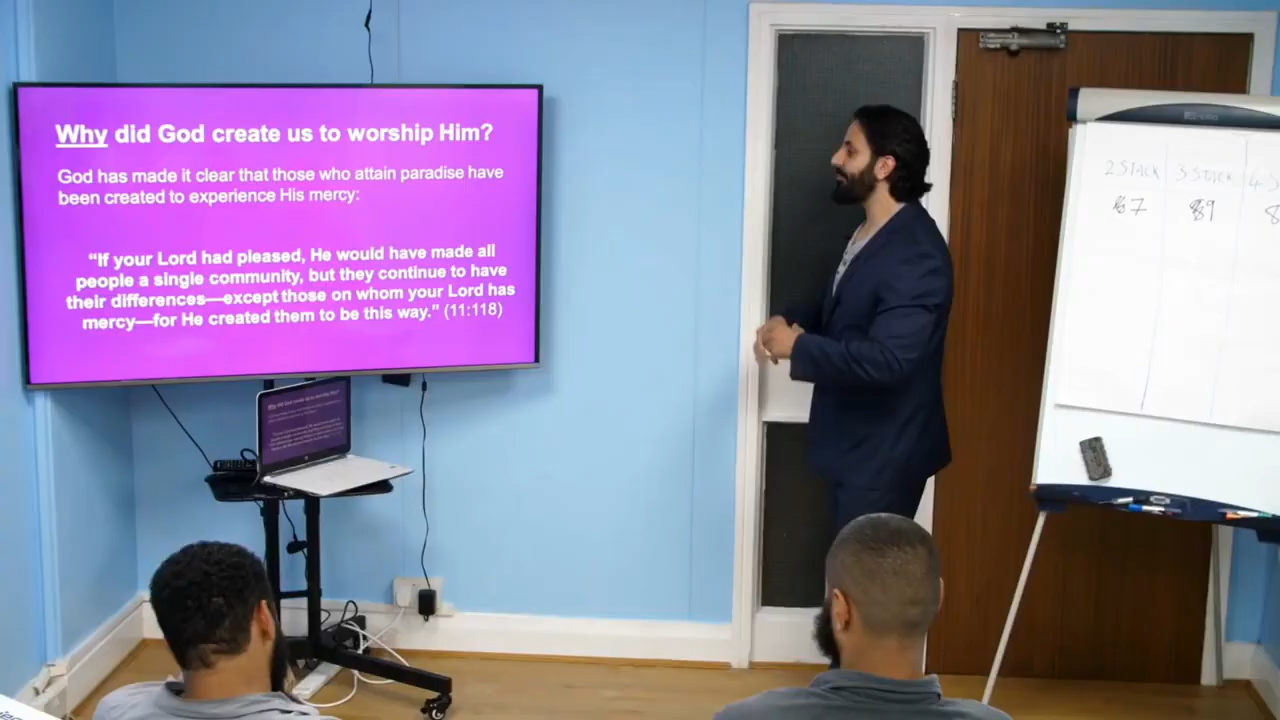 Why did God create us to worship Him?
God has made it clear that those who attain paradise have
been created to experience His mercy:
“If your Lord had pleased, He would have made all
people a single community, but they continue to have
their differences—except those on whom your Lord has
mercy—for He created them to be this way.” (11:118)
2 STACK 3 STACK
$7 $9